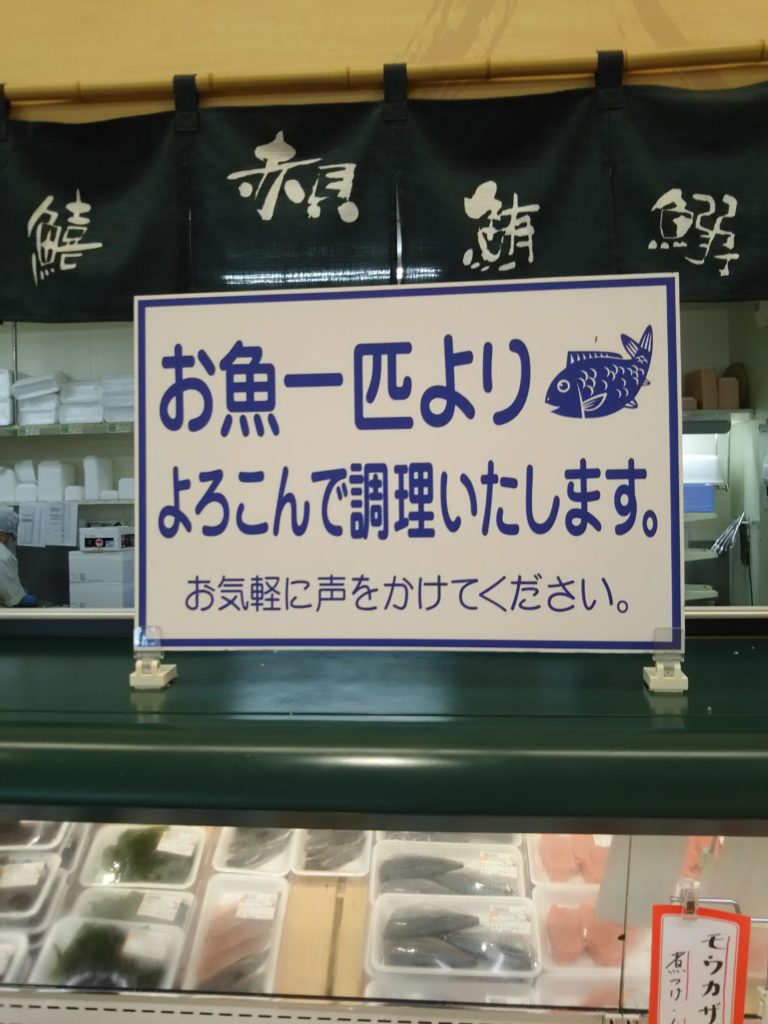 鱚
赤貝
鮪
鰯
お魚一匹より
よろこんで調理いたします。
お気軽に声をかけてください。
モウカザ
煮つけ